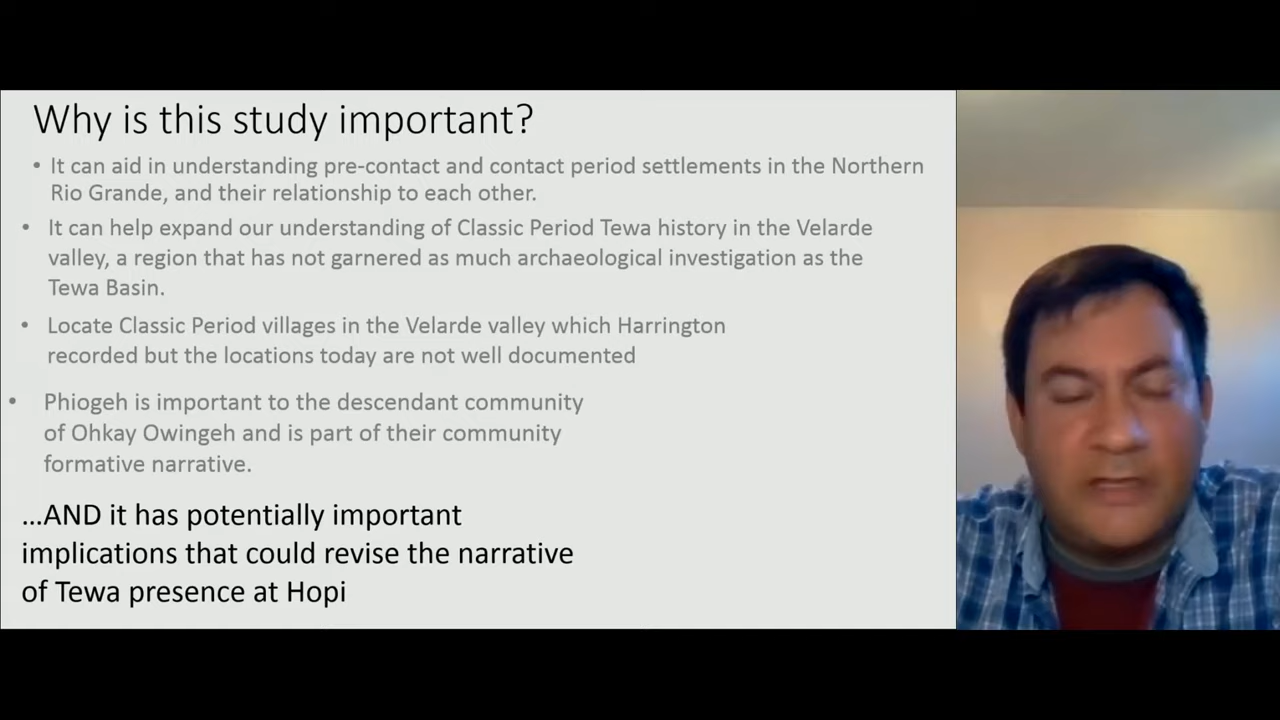 Why is this study important?
• It can aid in understanding pre-contact and contact period settlements in the Northern
Rio Grande, and their relationship to each other.
• It can help expand our understanding of Classic Period Tewa history in the Velarde
valley, a region that has not garnered as much archaeological investigation as the
Tewa Basin.
• Locate Classic Period villages in the Velarde valley which Harrington
recorded but the locations today are not well documented
• Phiogeh is important to the descendant community
of Ohkay Owingeh and is part of their community
formative narrative.
...AND it has potentially important
implications that could revise the narrative
of Tewa presence at Hopi